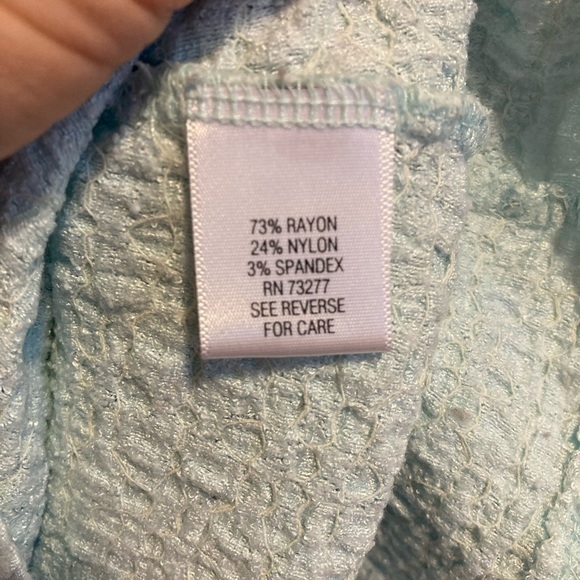 73% RAYON
24% NYLON
3% SPANDEX
RN 73277
SEE REVERSE
FOR CARE